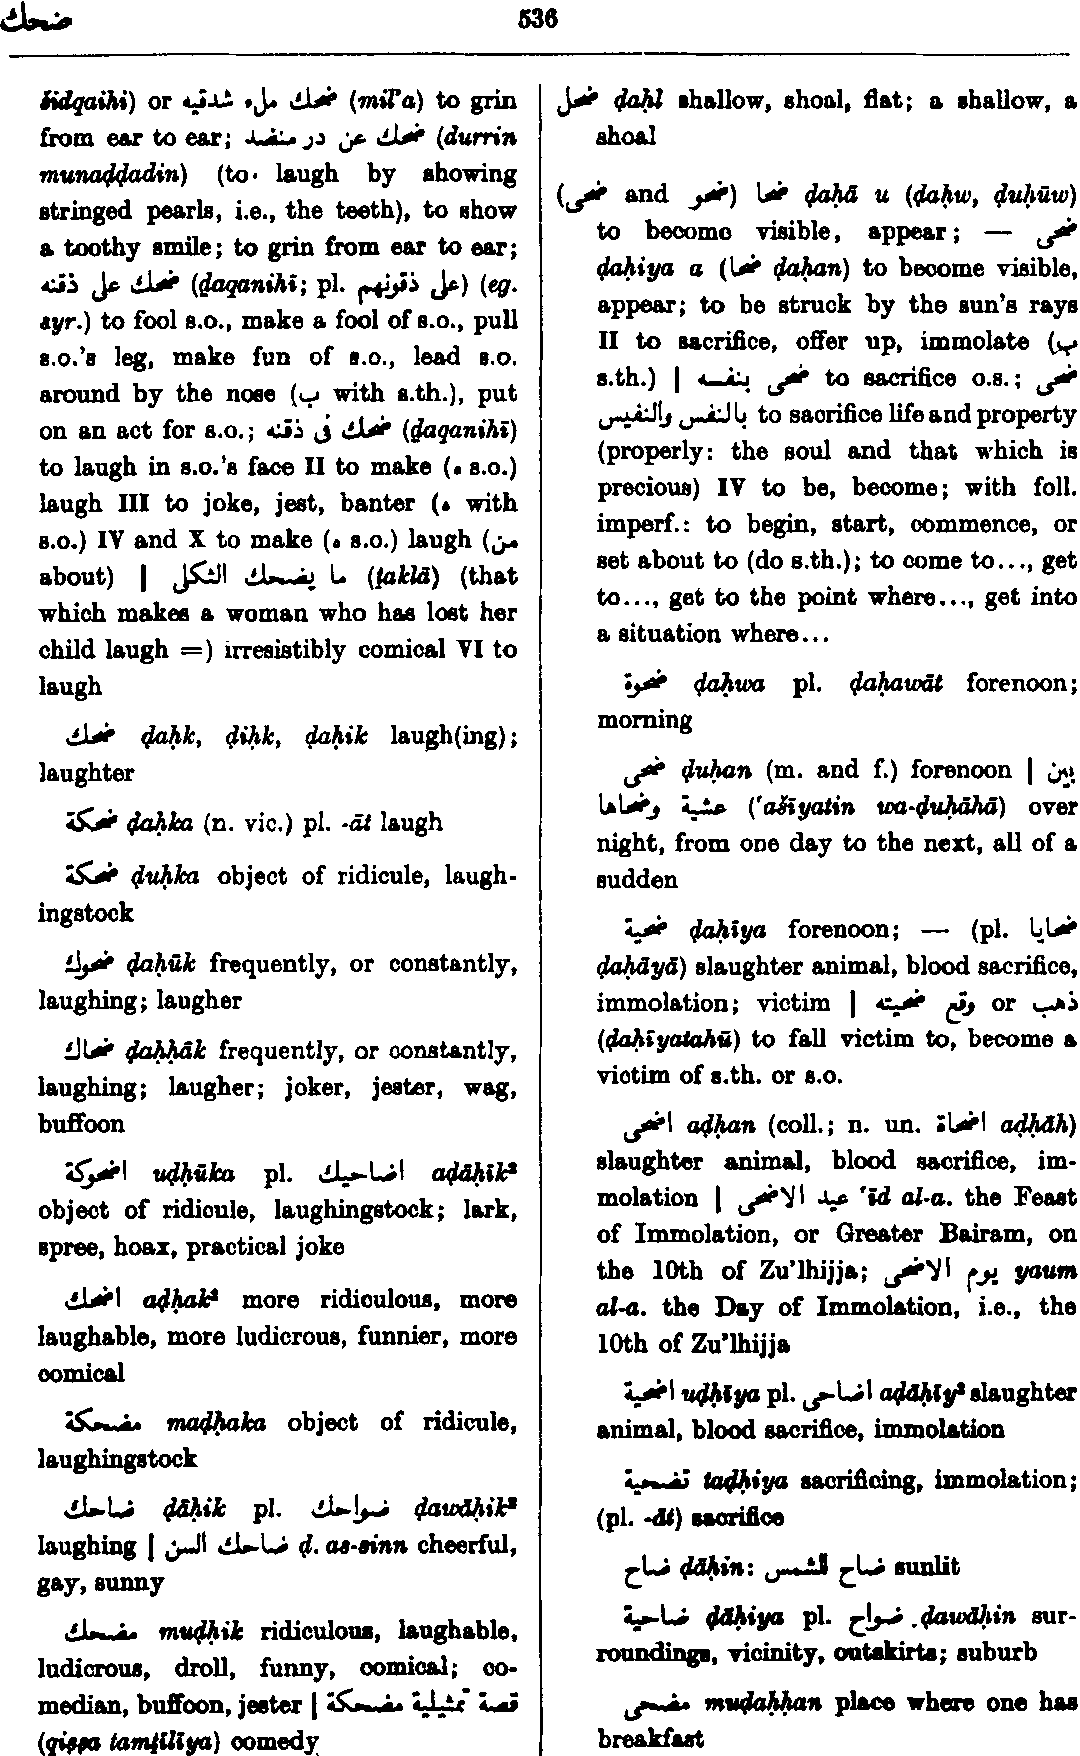 ضحك
536
šidqaihi) or ضحك ملء شدقيه (mil'a) to grin
from ear to ear; ضحك عن در منضد (durrin
munaḍḍadin) (to laugh by showing
stringed pearls, i.e., the teeth), to show
a toothy smile; to grin from ear to ear;
ضحك على ذقنه (ḏaqanihī; pl. على ذقونهم) (eg.
syr.) to fool s.o., make a fool of s.o., pull
s.o.'s leg, make fun of s.o., lead s.o.
around by the nose (ب with s.th.), put
on an act for s.o.; ضحك فى ذقنه (ḏaqanihī)
to laugh in s.o.'s face II to make (ه s.o.)
laugh III to joke, jest, banter (ه with
s.o.) IV and X to make (ه s.o.) laugh (من
about) | ما يضحك الثكلى (ṯaklā) (that
which makes a woman who has lost her
child laugh =) irresistibly comical VI to
laugh
ضحك ḍaḥk, ḍiḥk, ḍaḥik laugh(ing);
laughter
ضحكة ḍaḥka (n. vic.) pl. -āt laugh
ضحكة ḍuḥka object of ridicule, laugh-
ingstock
ضحوك ḍaḥūk frequently, or constantly,
laughing; laugher
ضحاك ḍaḥḥāk frequently, or constantly,
laughing; laugher; joker, jester, wag,
buffoon
اضحوكة uḍḥūka pl. اضاحيك aḍāḥīk²
object of ridicule, laughingstock; lark,
spree, hoax, practical joke
اضحك aḍḥak² more ridiculous, more
laughable, more ludicrous, funnier, more
comical
مضحكة maḍḥaka object of ridicule,
laughingstock
ضاحك ḍāḥik pl. ضواحك ḍawāḥik²
laughing | ضاحك السن ḍ. as-sinn cheerful,
gay, sunny
مضحك muḍḥik ridiculous, laughable,
ludicrous, droll, funny, comical; co-
median, buffoon, jester | قصة تمثيلية مضحكة
(qiṣṣa tamṯīlīya) comedy
ضحل ḍaḥl shallow, shoal, flat; a shallow, a
shoal
(ضحى and ضحو) ضحا ḍaḥā u (ḍaḥw, ḍuḥūw)
to become visible, appear; — ضحى
ḍaḥiya a (ضحا ḍaḥan) to become visible,
appear; to be struck by the sun's rays
II to sacrifice, offer up, immolate (ب
s.th.) | ضحى بنفسه to sacrifice o.s.; ضحى
بالنفس والنفيس to sacrifice life and property
(properly: the soul and that which is
precious) IV to be, become; with foll.
imperf.: to begin, start, commence, or
set about to (do s.th.); to come to..., get
to..., get to the point where..., get into
a situation where...
ضحوة ḍaḥwa pl. ḍaḥawāt forenoon;
morning
ضحى ḍuḥan (m. and f.) forenoon | بين
عشية وضحاها ('ašīyatin wa-ḍuḥāhā) over
night, from one day to the next, all of a
sudden
ضحية ḍaḥīya forenoon; — (pl. ضحايا
ḍaḥāyā) slaughter animal, blood sacrifice,
immolation; victim | وقع ضحيته or ذهب
(ḍaḥīyatahū) to fall victim to, become a
victim of s.th. or s.o.
اضحى aḍḥan (coll.; n. un. اضحاة aḍḥāh)
slaughter animal, blood sacrifice, im-
molation | عيد الاضحى 'īd al-a. the Feast
of Immolation, or Greater Bairam, on
the 10th of Zu'lhijja; يوم الاضحى yaum
al-a. the Day of Immolation, i.e., the
10th of Zu'lhijja
اضحية uḍḥīya pl. اضاحى aḍāḥīy² slaughter
animal, blood sacrifice, immolation
تضحية taḍḥiya sacrificing, immolation;
(pl. -āt) sacrifice
ضاح ḍāḥin: ضاح للشمس sunlit
ضاحية ḍāḥiya pl. ضواح ḍawāḥin sur-
roundings, vicinity, outskirts; suburb
مضحى muḍaḥḥan place where one has
breakfast